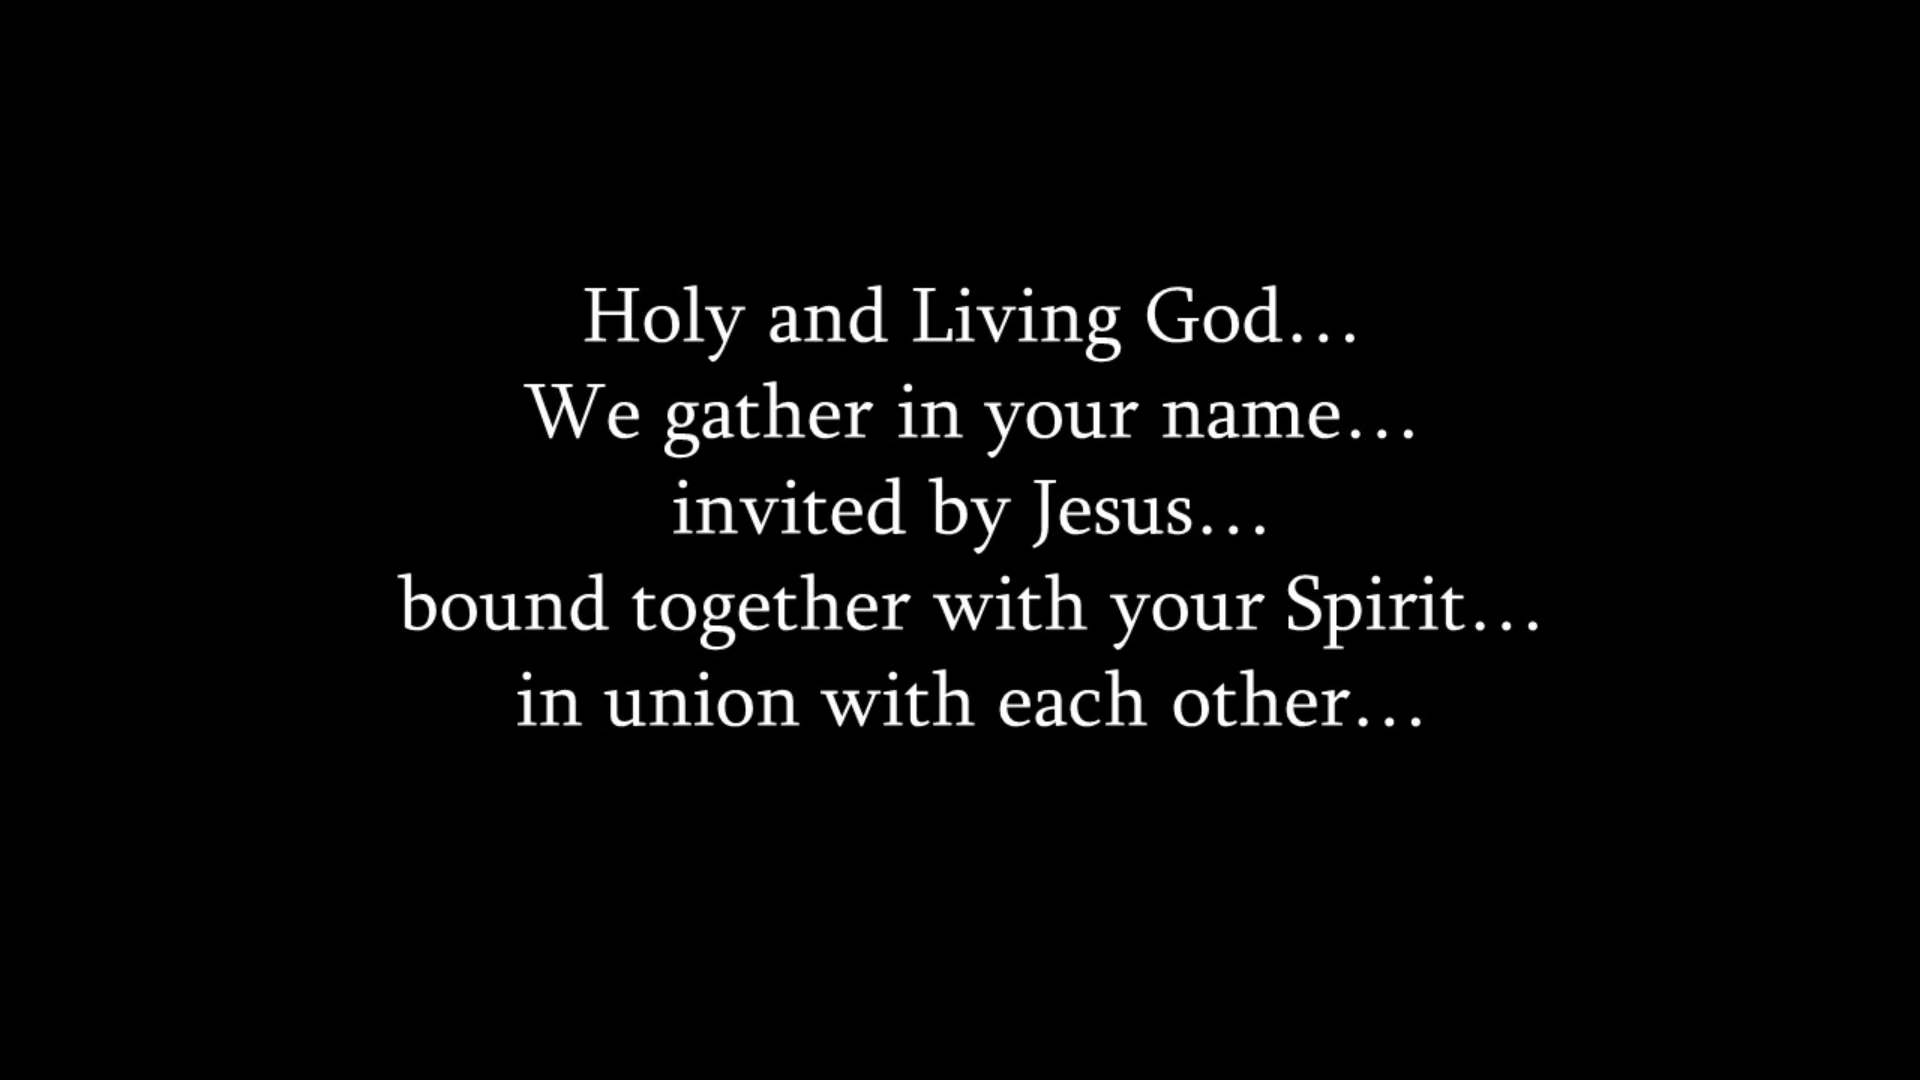 Holy and Living God…
We gather in your name…
invited by Jesus…
bound together with your Spirit…
in union with each other…